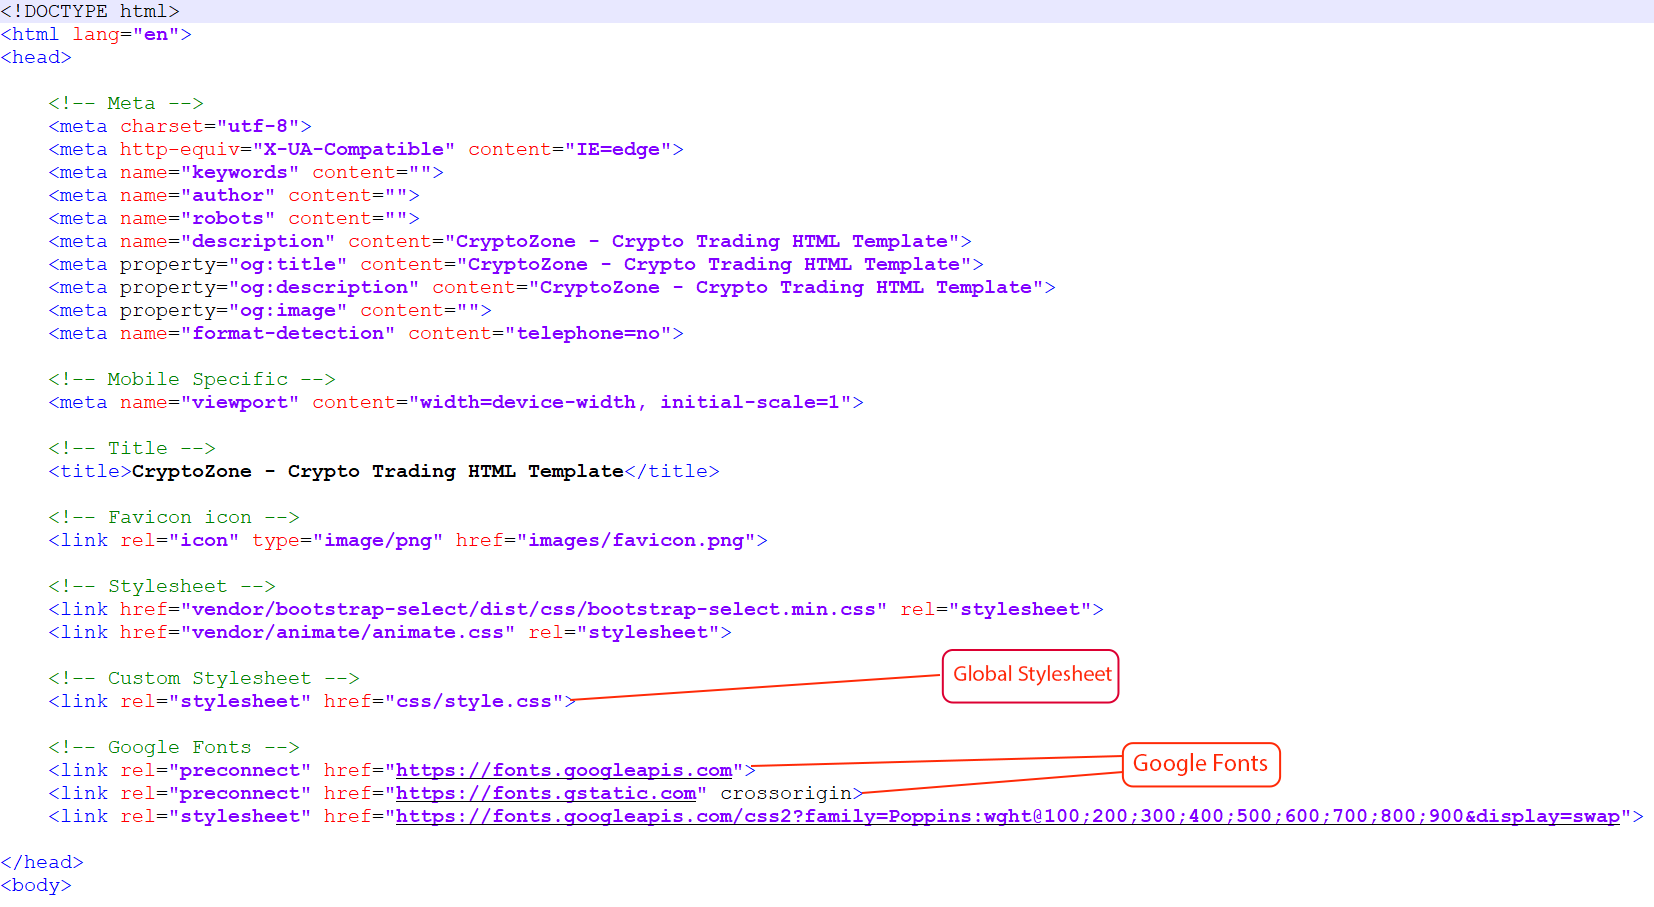 <!DOCTYPE html>
<html lang="en">
<head>
<!-- Meta -->
<meta charset="utf-8">
<meta http-equiv="X-UA-Compatible" content="IE=edge">
<meta name="keywords" content="">
<meta name="author" content="">
<meta name="robots" content="">
<meta name="description" content="CryptoZone - Crypto Trading HTML Template">
<meta property="og:title" content="CryptoZone - Crypto Trading HTML Template">
<meta property="og:description" content="CryptoZone - Crypto Trading HTML Template">
<meta property="og:image" content="">
<meta name="format-detection" content="telephone=no">
<!-- Mobile Specific -->
<meta name="viewport" content="width=device-width, initial-scale=1">
<!-- Title -->
<title>CryptoZone - Crypto Trading HTML Template</title>
<!-- Favicon icon -->
<link rel="icon" type="image/png" href="images/favicon.png">
<!-- Stylesheet -->
<link href="vendor/bootstrap-select/dist/css/bootstrap-select.min.css" rel="stylesheet">
<link href="vendor/animate/animate.css" rel="stylesheet">
<!-- Custom Stylesheet -->
<link rel="stylesheet" href="css/style.css">
Global Stylesheet
<!-- Google Fonts -->
<link rel="preconnect" href="https://fonts.googleapis.com">
Google Fonts
<link rel="preconnect" href="https://fonts.gstatic.com" crossorigin>
<link rel="stylesheet" href="https://fonts.googleapis.com/css2?family=Poppins:wght@100;200;300;400;500;600;700;800;900&display=swap">
</head>
<body>